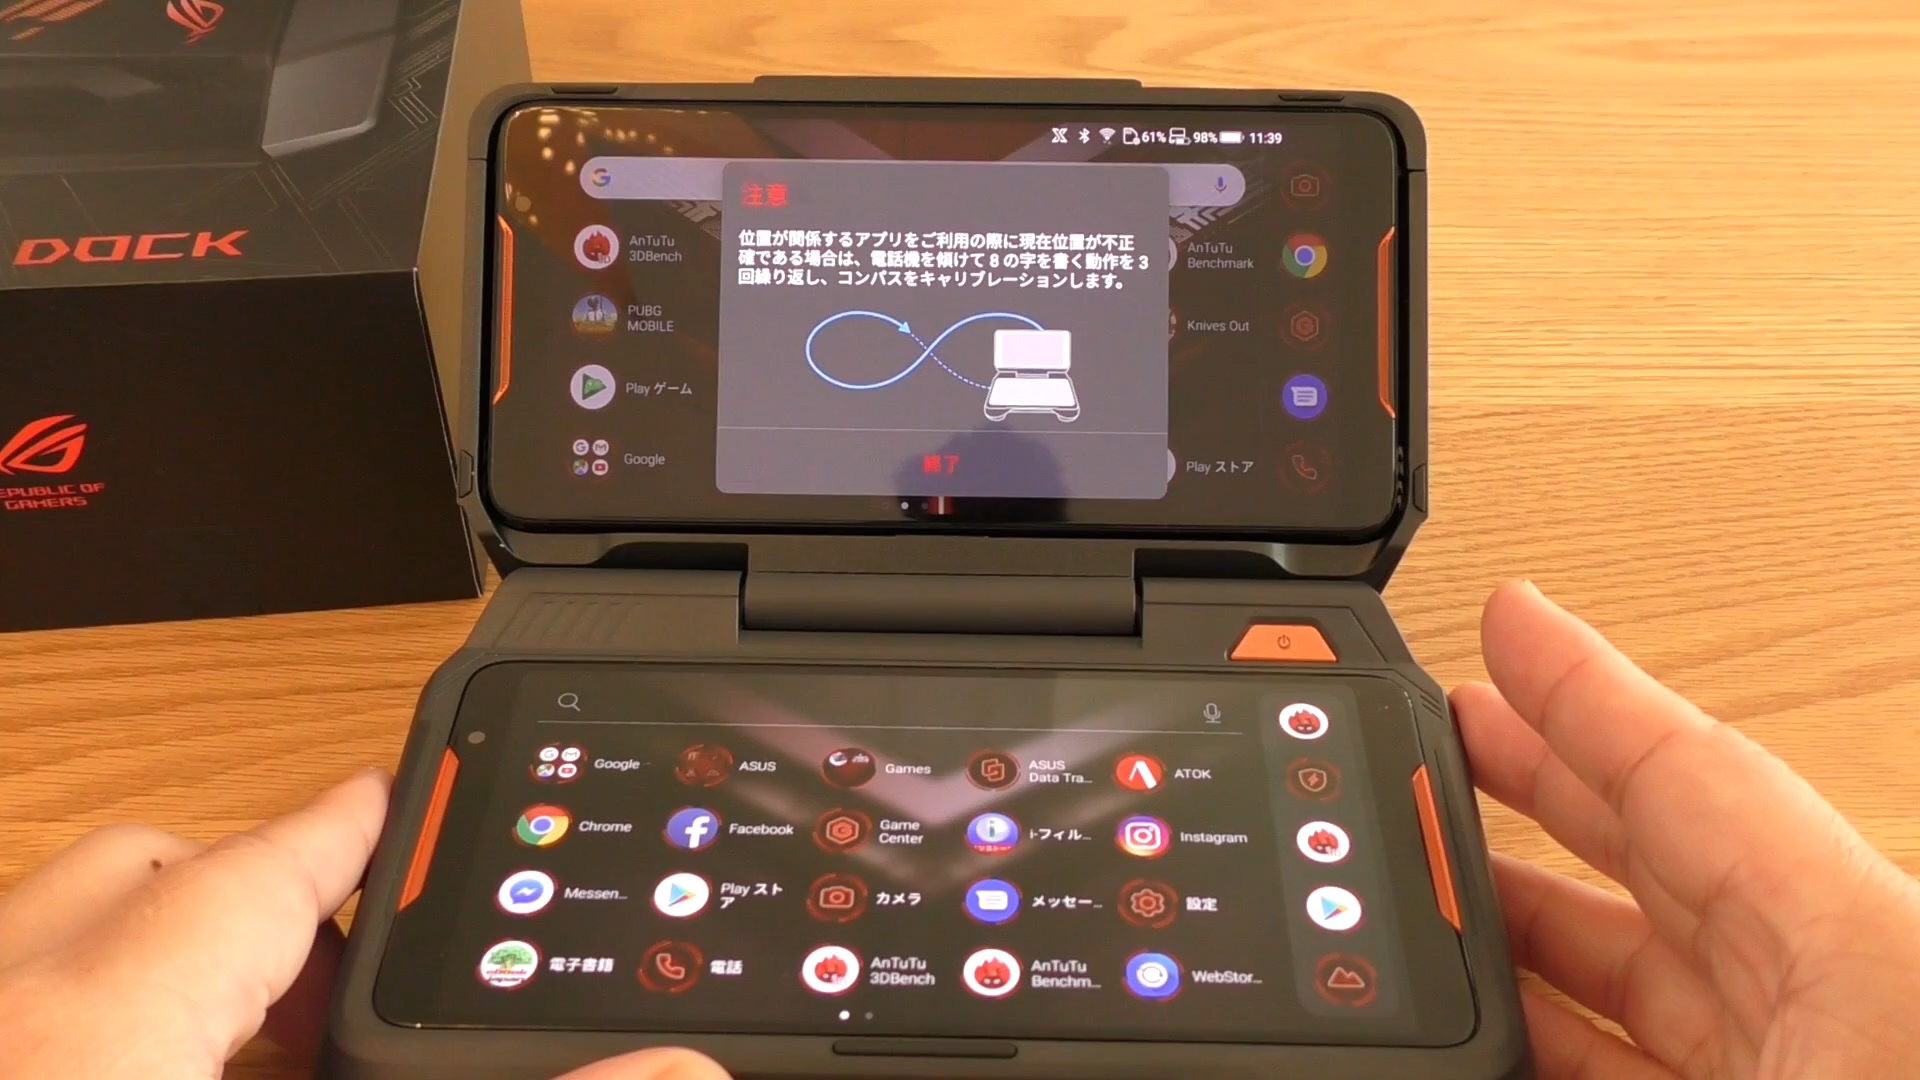 DOCK
EPUBLIC OF
GAMERS
61%
98%
11:39
注意
位置が関係するアプリをご利用の際に現在位置が不正
確である場合は、電話機を傾けて 8 の字を書く動作を 3
回繰り返し、コンパスをキャリブレーションします。
終了
AnTuTu
3DBench
PUBG
MOBILE
Play ゲーム
Google
AnTuTu
Benchmark
Knives Out
Play ストア
Google
ASUS
Games
ASUS
Data Tra...
ATOK
Chrome
Facebook
Game
Center
i-フィル...
Instagram
Messen...
Play スト
ア
カメラ
メッセー...
設定
電子書籍
電話
AnTuTu
3DBench
AnTuTu
Benchm...
WebStor...